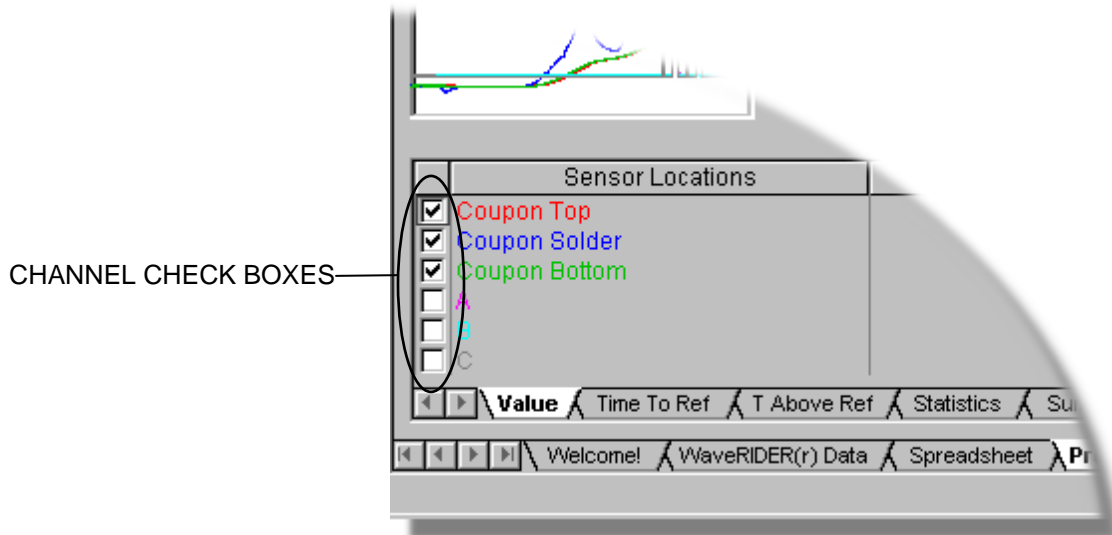 Sensor Locations
Coupon Top
Coupon Solder
Coupon Bottom
CHANNEL CHECK BOXES
A
B
C
Value Time To Ref T Above Ref Statistics
Welcome! WaveRIDER(r) Data Spreadsheet